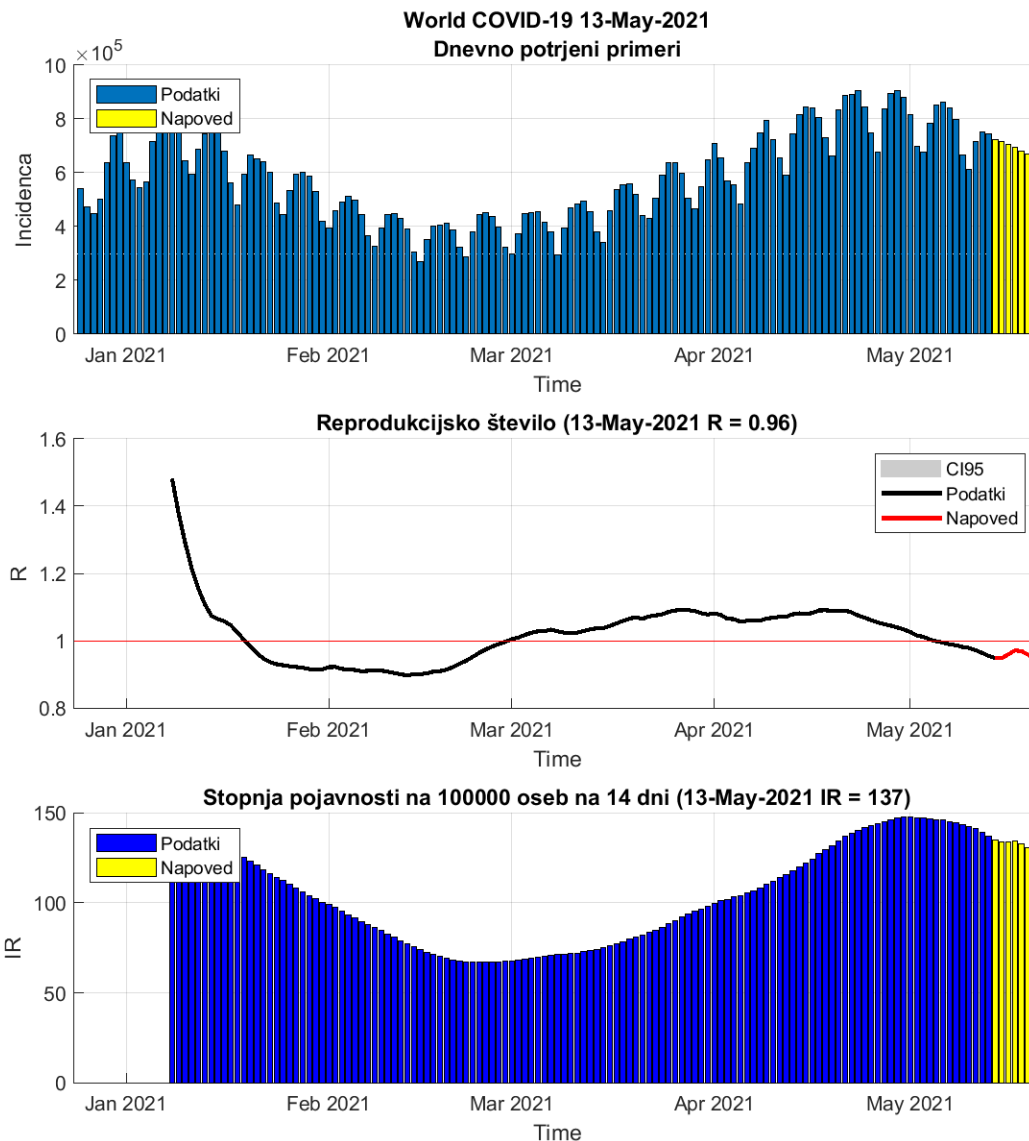 World COVID-19 13-May-2021
Dnevno potrjeni primeri
×10^5
10
8
6
4
2
0
Incidenca
Podatki
Napoved
Jan 2021 Feb 2021 Mar 2021 Apr 2021 May 2021
Time
Reprodukcijsko število (13-May-2021 R = 0.96)
1.6
1.4
1.2
1
0.8
R
CI95
Podatki
Napoved
Jan 2021 Feb 2021 Mar 2021 Apr 2021 May 2021
Time
Stopnja pojavnosti na 100000 oseb na 14 dni (13-May-2021 IR = 137)
150
100
50
0
IR
Podatki
Napoved
Jan 2021 Feb 2021 Mar 2021 Apr 2021 May 2021
Time